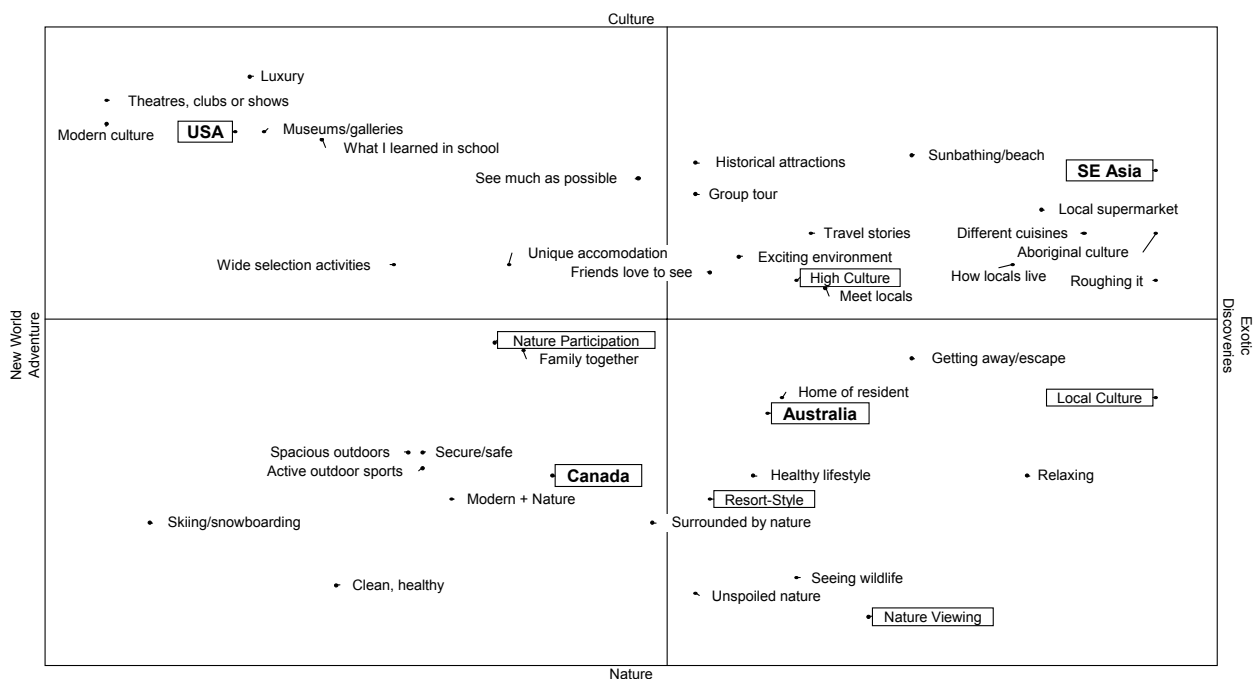 Culture
Luxury
Theatres, clubs or shows
Modern culture
USA
Museums/galleries
What I learned in school
See much as possible
Historical attractions
Sunbathing/beach
SE Asia
Group tour
Local supermarket
Travel stories
Different cuisines
Aboriginal culture
Unique accomodation
Exciting environment
Wide selection activities
Friends love to see
High Culture
How locals live
Roughing it
Meet locals
New World
Adventure
Exotic
Discoveries
Nature Participation
Family together
Getting away/escape
Home of resident
Local Culture
Australia
Spacious outdoors
Secure/safe
Active outdoor sports
Canada
Healthy lifestyle
Relaxing
Modern + Nature
Resort-Style
Skiing/snowboarding
Surrounded by nature
Clean, healthy
Seeing wildlife
Unspoiled nature
Nature Viewing
Nature